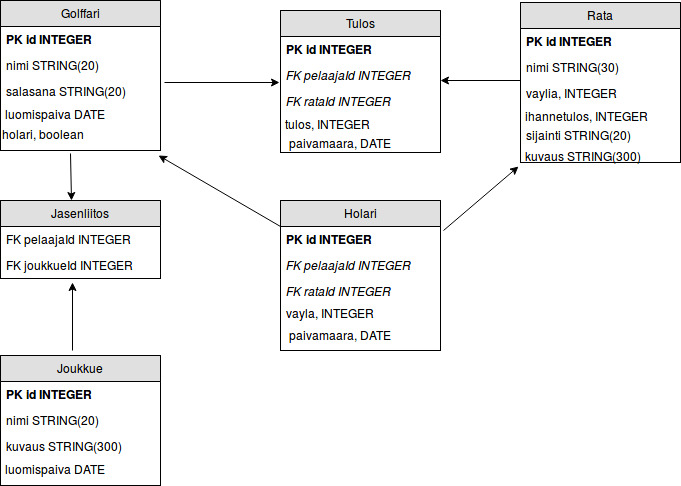 Golffari
PK id INTEGER
nimi STRING(20)
salasana STRING(20)
luomispaiva DATE
holari, boolean
Tulos
PK id INTEGER
FK pelaajaId INTEGER
FK rataId INTEGER
tulos, INTEGER
paivamaara, DATE
Rata
PK id INTEGER
nimi STRING(30)
vaylia, INTEGER
ihannetulos, INTEGER
sijainti STRING(20)
kuvaus STRING(300)
Jasenliitos
FK pelaajaId INTEGER
FK joukkueId INTEGER
Holari
PK id INTEGER
FK pelaajaId INTEGER
FK rataId INTEGER
vayla, INTEGER
paivamaara, DATE
Joukkue
PK id INTEGER
nimi STRING(20)
kuvaus STRING(300)
luomispaiva DATE